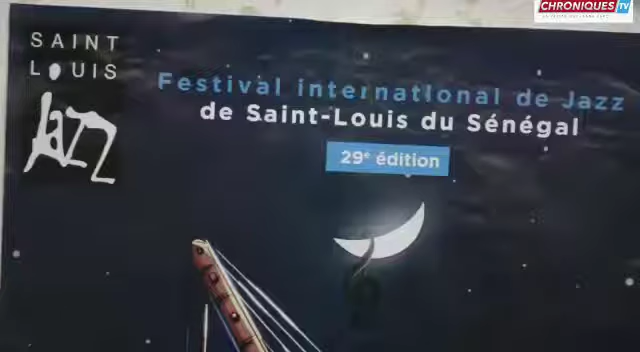 CHRONIQUES TV
SAINT
LOUIS
Jazz
Festival international de Jazz
de Saint-Louis du Sénégal
29e édition